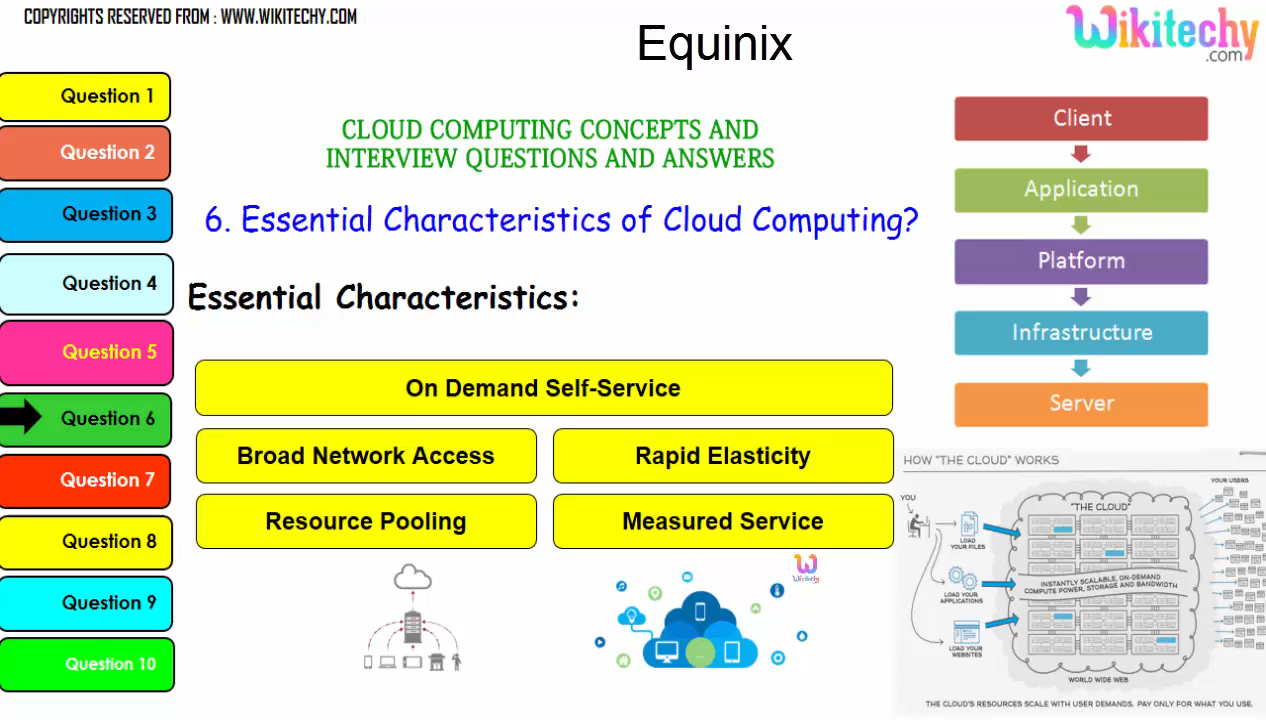 COPYRIGHTS RESERVED FROM : WWW.WIKITECHY.COM
Equinix
Wikitechy
.com
Question 1
Question 2
Question 3
Question 4
Question 5
Question 6
Question 7
Question 8
Question 9
Question 10
CLOUD COMPUTING CONCEPTS AND
INTERVIEW QUESTIONS AND ANSWERS
6. Essential Characteristics of Cloud Computing?
Essential Characteristics:
On Demand Self-Service
Broad Network Access
Rapid Elasticity
Resource Pooling
Measured Service
Wikitechy
Client
Application
Platform
Infrastructure
Server
HOW "THE CLOUD" WORKS
YOU
LOAD
YOUR FILES
LOAD YOUR
APPLICATIONS
LOAD YOUR
WEBSITES
"THE CLOUD"
INSTANTLY SCALABLE, ON-DEMAND
COMPUTE POWER, STORAGE AND BANDWIDTH
WORLD WIDE WEB
YOUR USERS
THE CLOUD'S RESOURCES SCALE WITH USER DEMANDS. PAY ONLY FOR WHAT YOU USE.